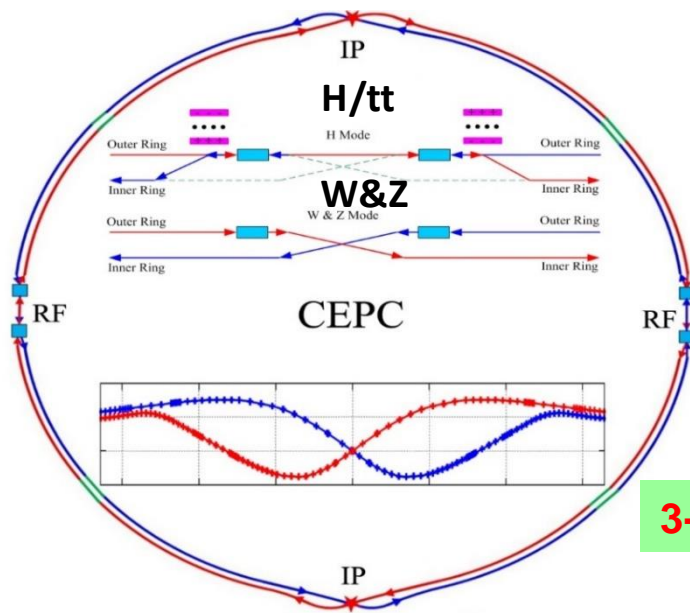 IP
H/tt
H Mode
Outer Ring
Outer Ring
Inner Ring
Inner Ring
W&Z
W & Z Mode
Outer Ring
Outer Ring
Inner Ring
Inner Ring
RF
CEPC
RF
3-
IP